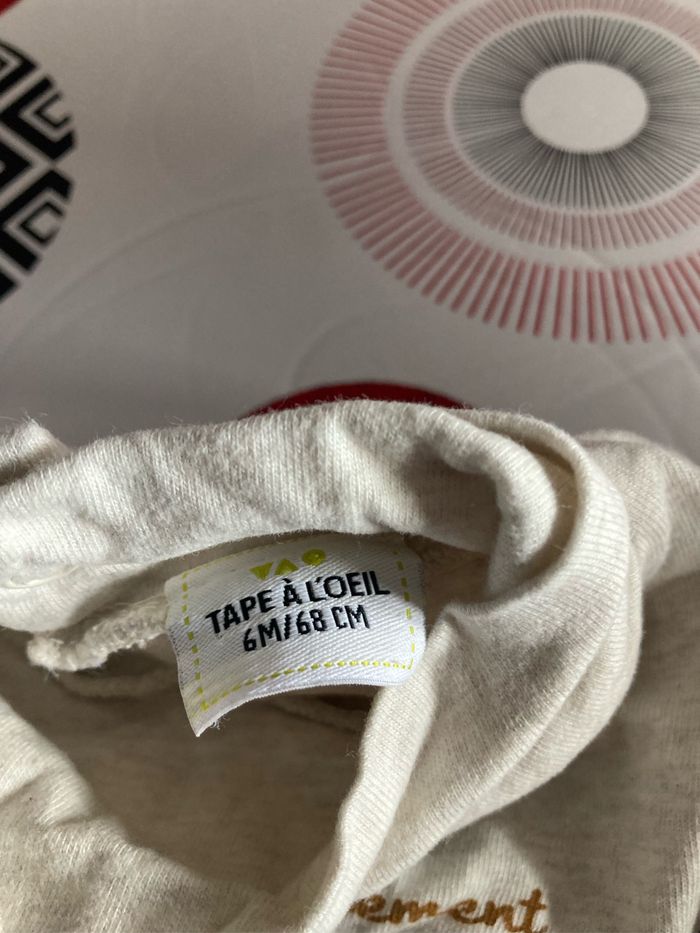 TAPE À L'OEIL
6M/68 CM
ement